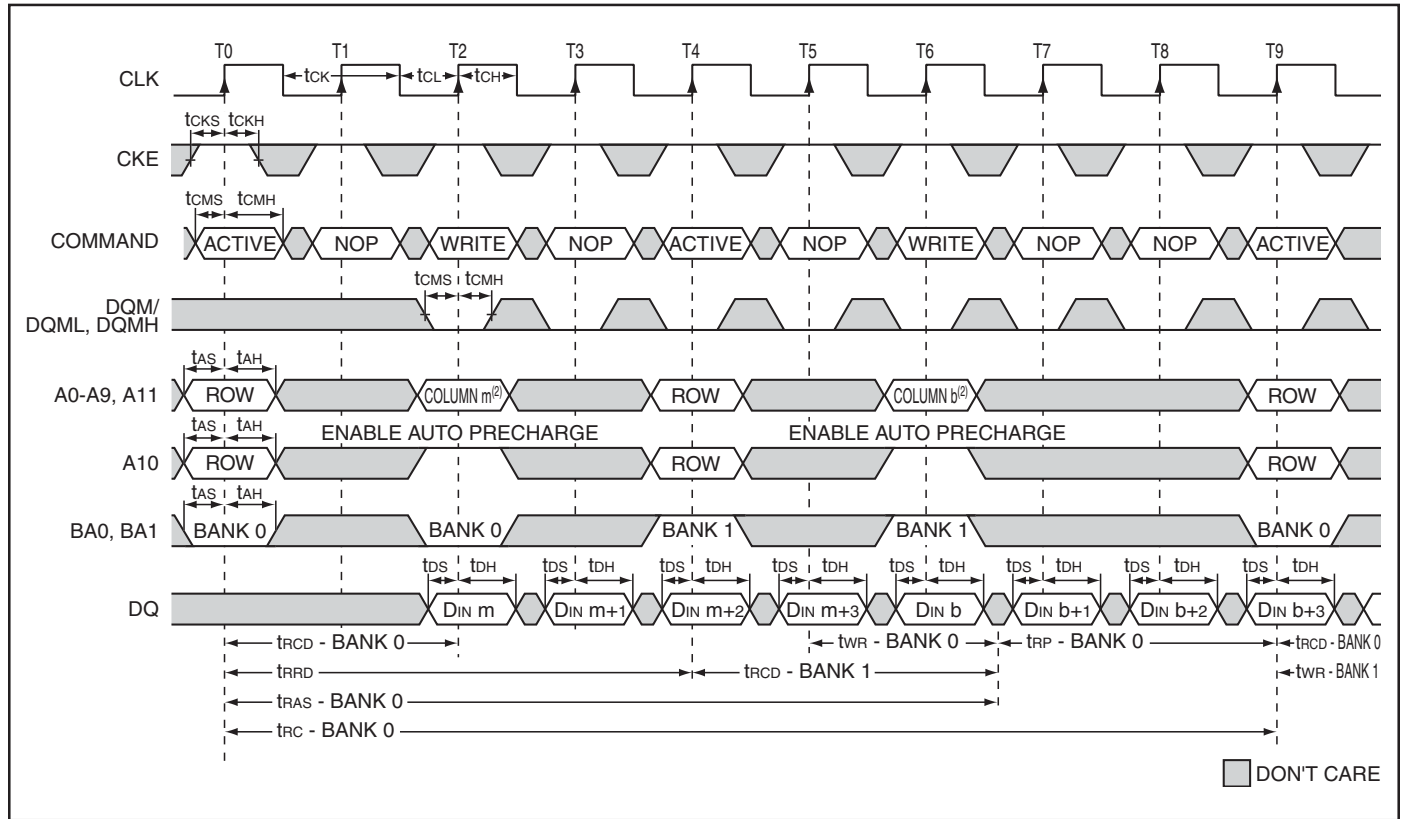 T0 T1 T2 T3 T4 T5 T6 T7 T8 T9
CLK tCK tCL tCH
tCKS tCKH
CKE
tCMS tCMH
COMMAND ACTIVE NOP WRITE NOP ACTIVE NOP WRITE NOP NOP ACTIVE
tCMS tCMH
DQM/
DQML, DQMH
tAS tAH
A0-A9, A11 ROW COLUMN m(2) ROW COLUMN b(2) ROW
tAS tAH ENABLE AUTO PRECHARGE ENABLE AUTO PRECHARGE
A10 ROW ROW ROW
tAS tAH
BA0, BA1 BANK 0 BANK 0 BANK 1 BANK 1 BANK 0
tDS tDH tDS tDH tDS tDH tDS tDH tDS tDH tDS tDH tDS tDH tDS tDH
DQ DIN m DIN m+1 DIN m+2 DIN m+3 DIN b DIN b+1 DIN b+2 DIN b+3
tRCD - BANK 0 tWR - BANK 0 tRP - BANK 0 tRCD - BANK 0
tRRD tRCD - BANK 1 tWR - BANK 1
tRAS - BANK 0
tRC - BANK 0
DON'T CARE